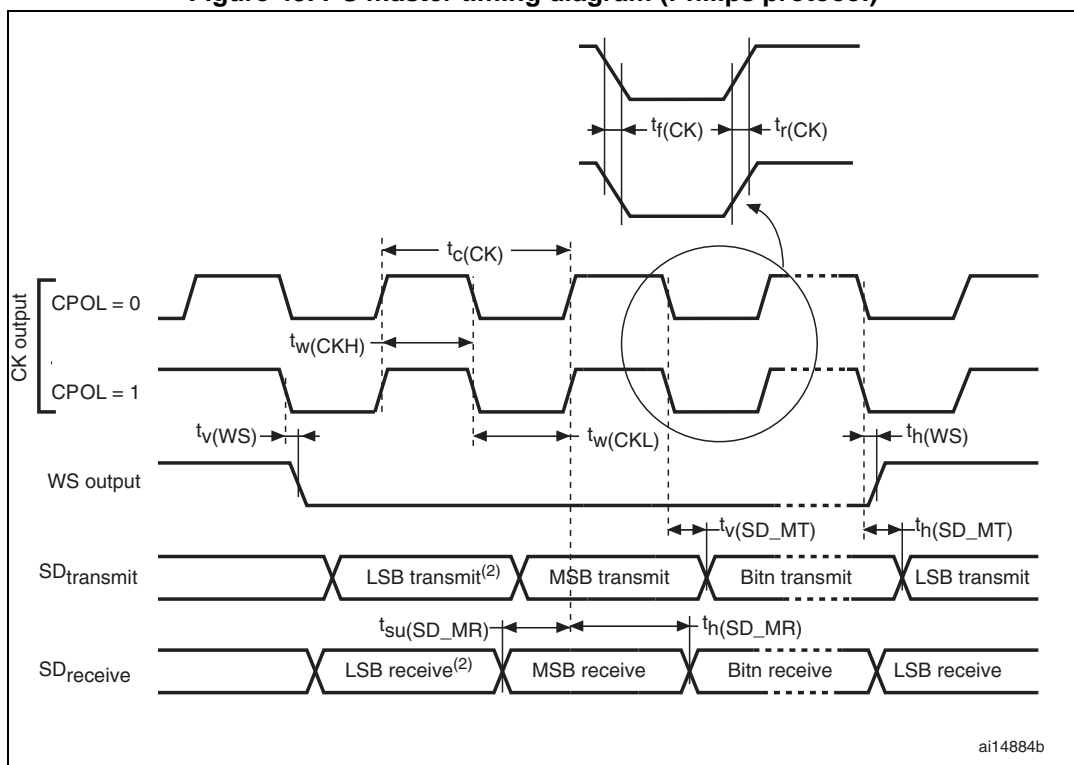 tf(CK)
tr(CK)
tc(CK)
CK output
CPOL = 0
tw(CKH)
CPOL = 1
tv(WS)
tw(CKL)
th(WS)
WS output
tv(SD_MT)
th(SD_MT)
SDtransmit
LSB transmit(2)
MSB transmit
Bitn transmit
LSB transmit
tsu(SD_MR)
th(SD_MR)
SDreceive
LSB receive(2)
MSB receive
Bitn receive
LSB receive
ai14884b